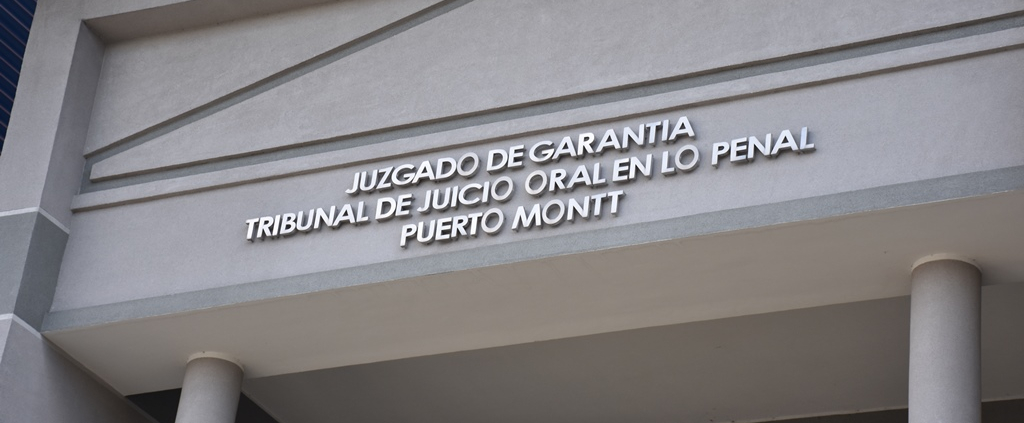 JUZGADO DE GARANTIA
TRIBUNAL DE JUICIO ORAL EN LO PENAL
PUERTO MONTT